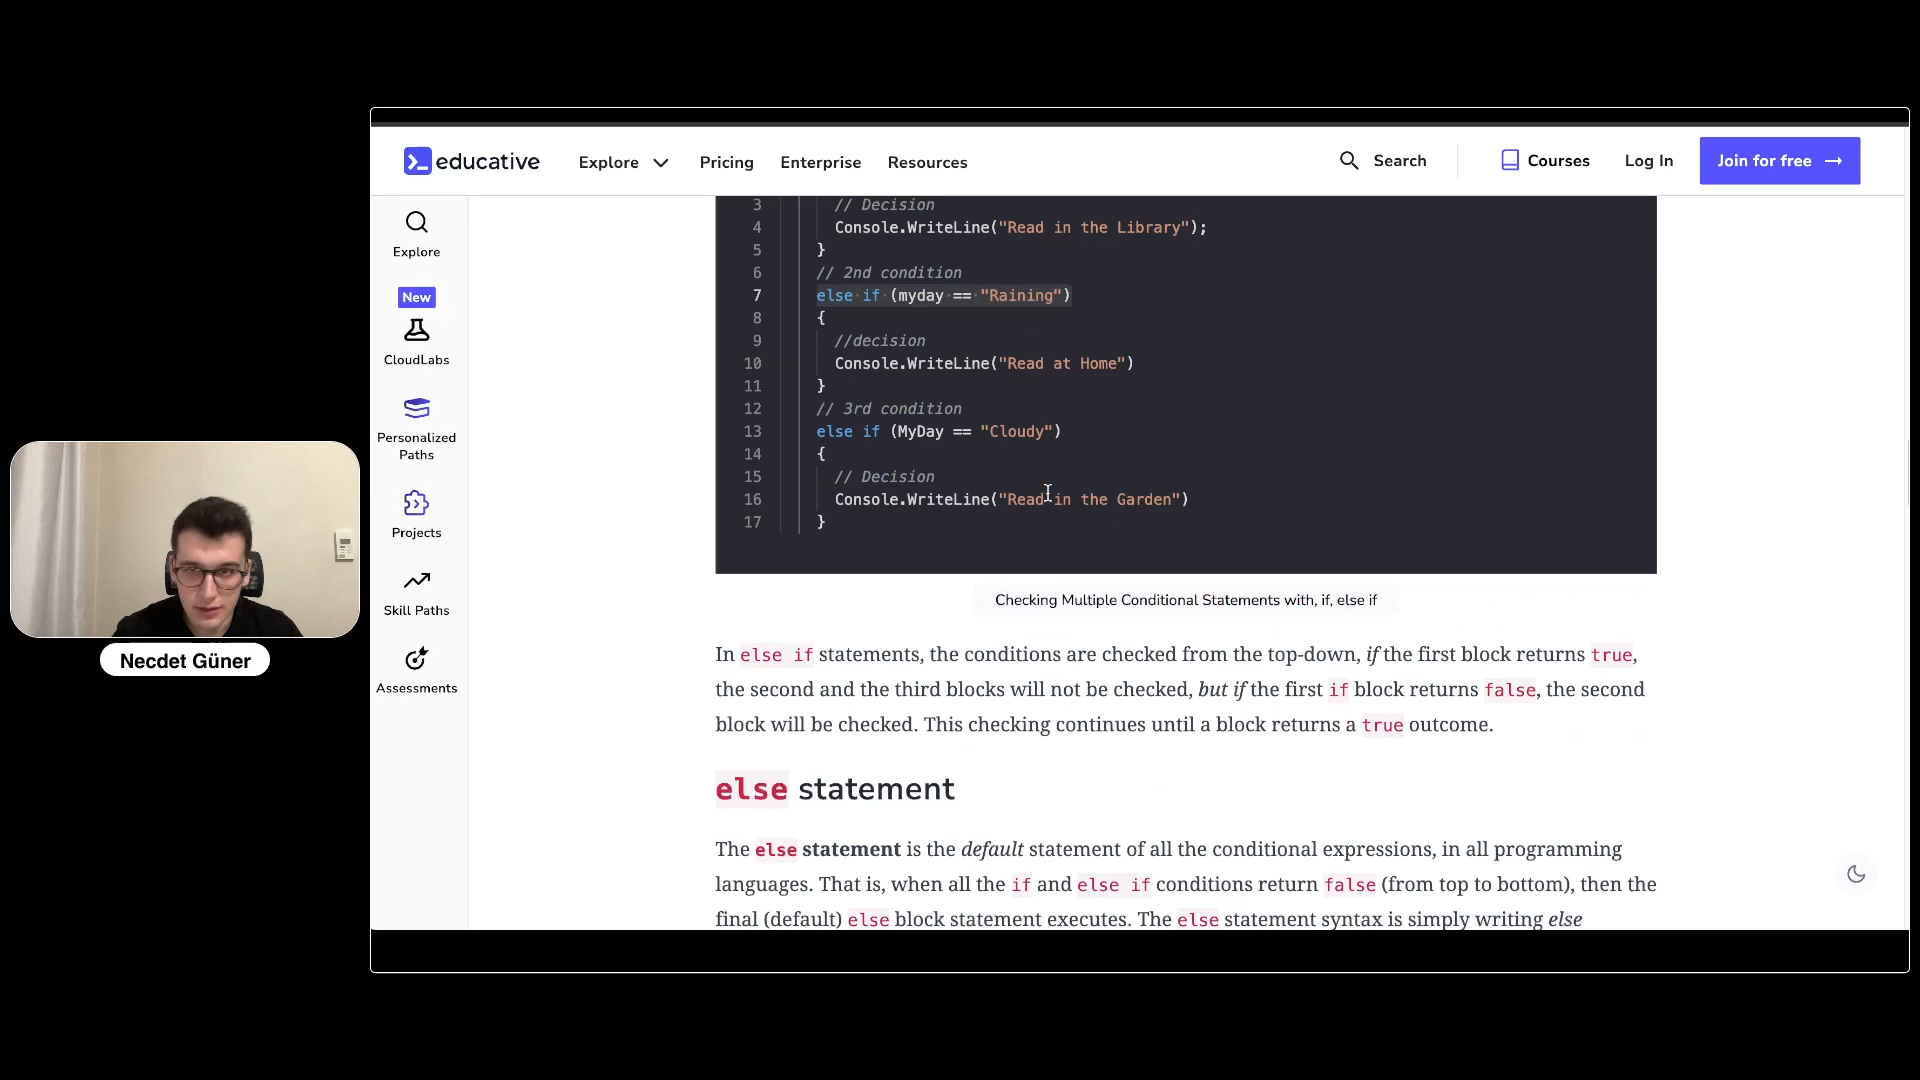 educative
Explore
Pricing
Enterprise
Resources
Search
Courses
Log In
Join for free →
Explore
New
CloudLabs
Personalized
Paths
Projects
Skill Paths
Assessments
3 // Decision
4 Console.WriteLine("Read in the Library");
5 }
6 // 2nd condition
7 else if (myday == "Raining")
8 {
9 //decision
10 Console.WriteLine("Read at Home")
11 }
12 // 3rd condition
13 else if (MyDay == "Cloudy")
14 {
15 // Decision
16 Console.WriteLine("Read in the Garden")
17 }
Checking Multiple Conditional Statements with, if, else if
In else if statements, the conditions are checked from the top-down, if the first block returns true,
the second and the third blocks will not be checked, but if the first if block returns false, the second
block will be checked. This checking continues until a block returns a true outcome.
else statement
The else statement is the default statement of all the conditional expressions, in all programming
languages. That is, when all the if and else if conditions return false (from top to bottom), then the
final (default) else block statement executes. The else statement syntax is simply writing else
Necdet Güner